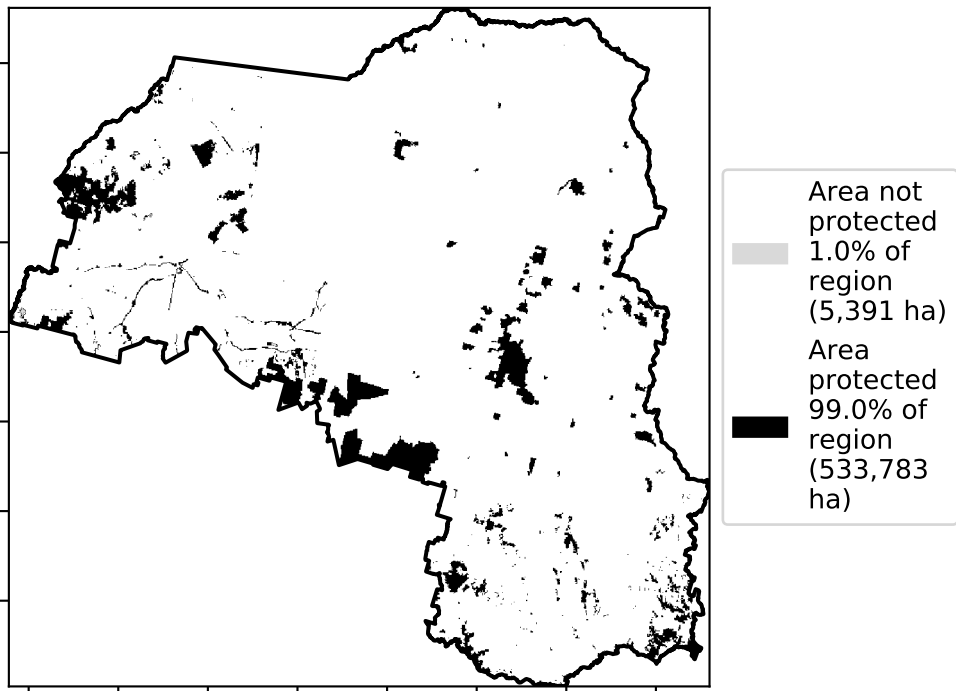 Area not
protected
1.0% of
region
(5,391 ha)
Area
protected
99.0% of
region
(533,783
ha)